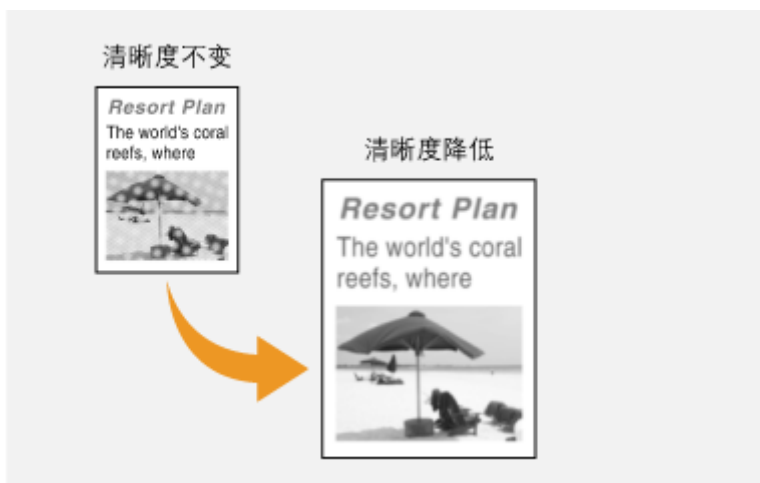 清晰度不变
Resort Plan
The world's coral
reefs, where
清晰度降低
Resort Plan
The world's coral
reefs, where